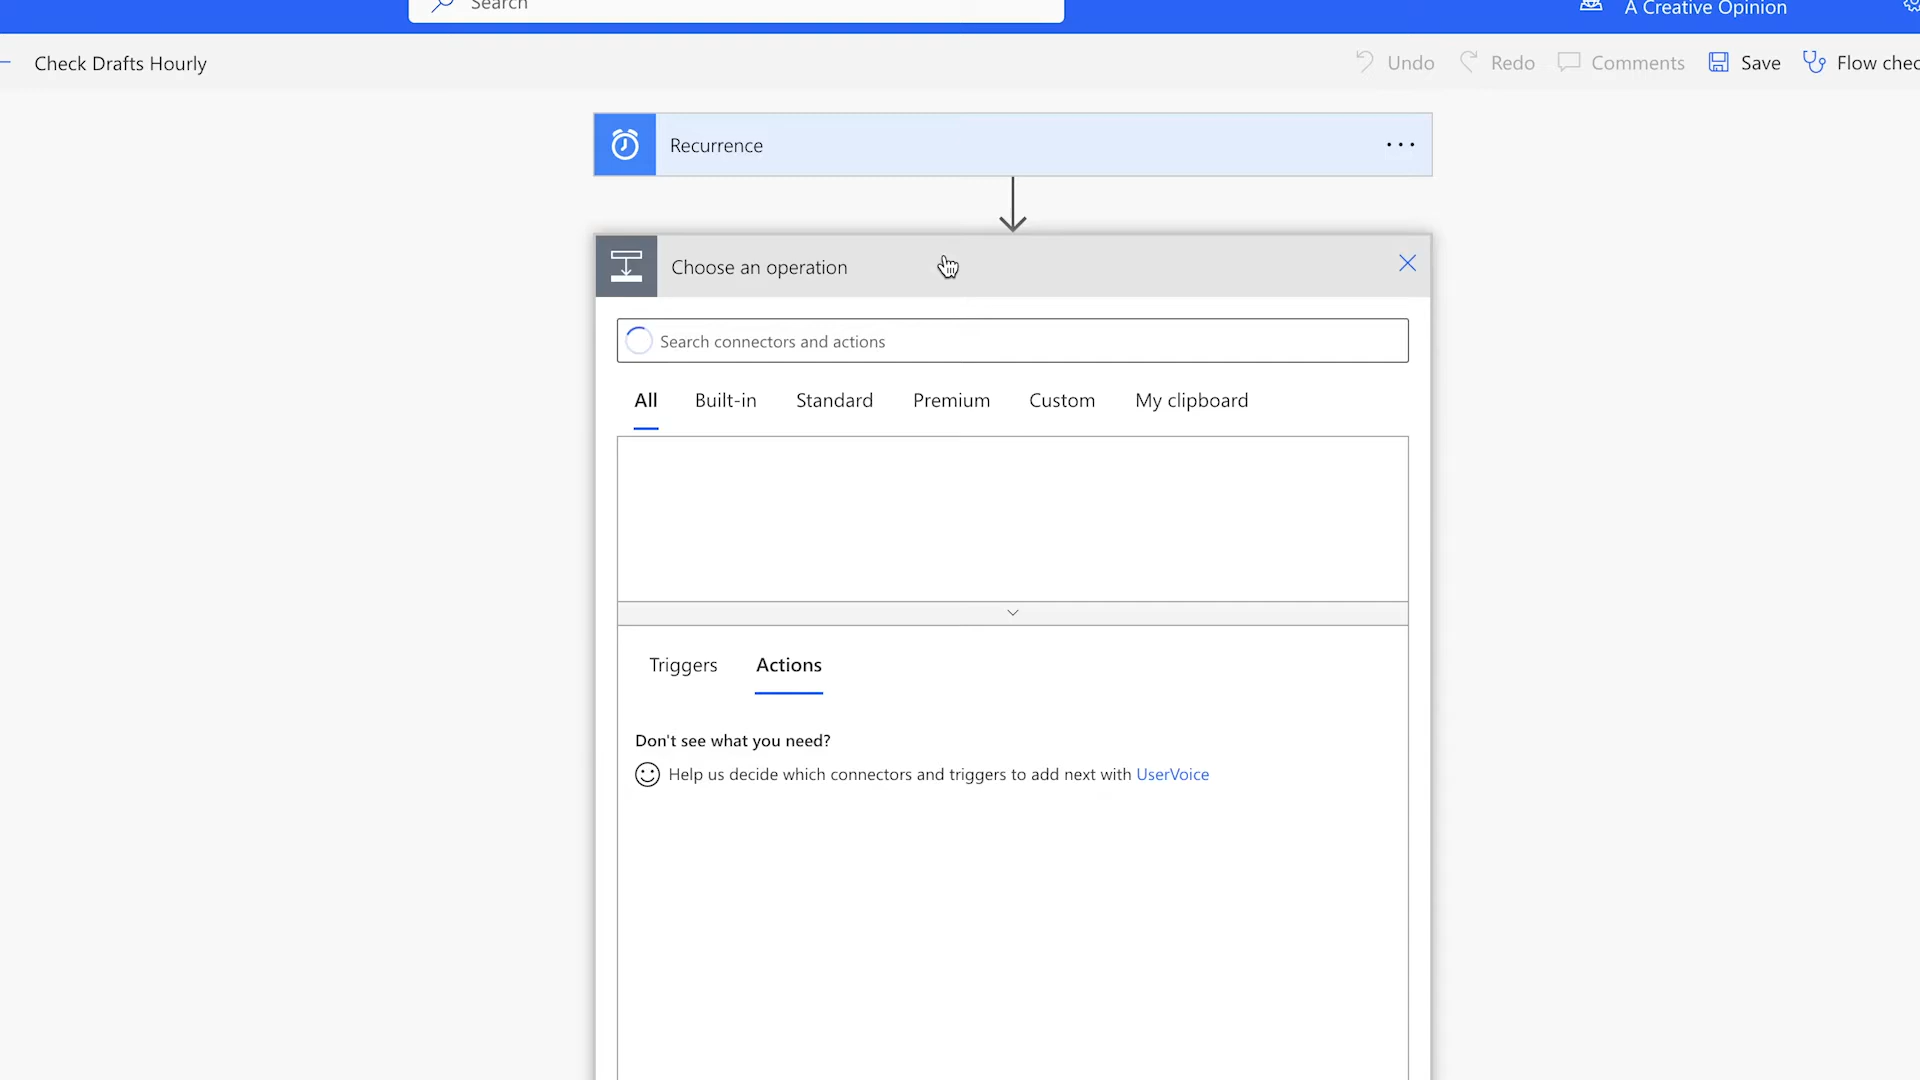 Search
A Creative Opinion
Check Drafts Hourly
Undo
Redo
Comments
Save
Flow chec
Recurrence
Choose an operation
Search connectors and actions
All
Built-in
Standard
Premium
Custom
My clipboard
Triggers
Actions
Don't see what you need?
Help us decide which connectors and triggers to add next with UserVoice